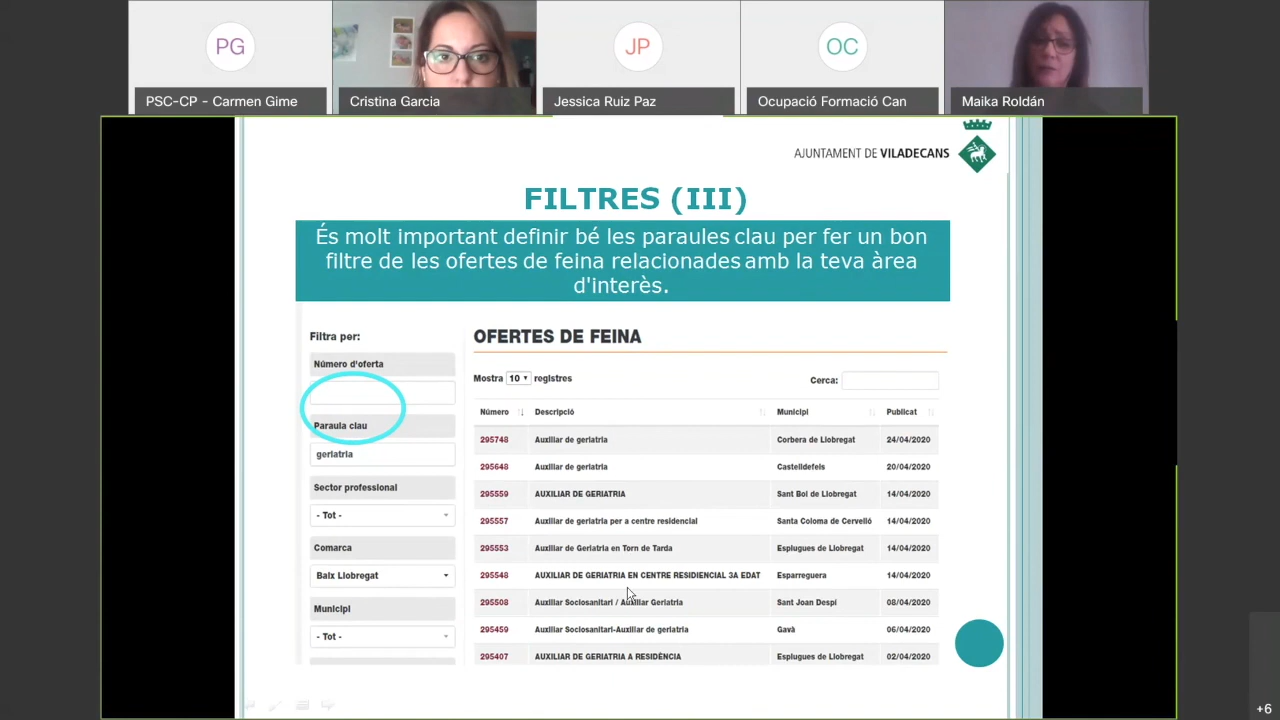 PG
JP
OC
PSC-CP - Carmen Gime
Cristina Garcia
Jessica Ruiz Paz
Ocupació Formació Can
Maika Roldán
AJUNTAMENT DE VILADECANS
FILTRES (III)
És molt important definir bé les paraules clau per fer un bon
filtre de les ofertes de feina relacionades amb la teva àrea
d'interès.
Filtra per:
Número d'oferta
Paraula clau
geriatria
Sector professional
- Tot -
Comarca
Baix Llobregat
Municipi
- Tot -
OFERTES DE FEINA
Mostra 10 registres
Cerca:
Número Descripció Municipi Publicat
295748 Auxiliar de geriatria Corbera de Llobregat 24/04/2020
295648 Auxiliar de geriatria Castelldefels 20/04/2020
295559 AUXILIAR DE GERIATRIA Sant Boi de Llobregat 14/04/2020
295557 Auxiliar de geriatria per a centre residencial Santa Coloma de Cervelló 14/04/2020
295553 Auxiliar de Geriatria en Torn de Tarda Esplugues de Llobregat 14/04/2020
295548 AUXILIAR DE GERIATRIA EN CENTRE RESIDIENCIAL 3A EDAT Esparreguera 14/04/2020
295508 Auxiliar Sociosanitari / Auxiliar Geriatria Sant Joan Despí 08/04/2020
295459 Auxiliar Sociosanitari-Auxiliar de geriatria Gavà 06/04/2020
295407 AUXILIAR DE GERIATRIA A RESIDÈNCIA Esplugues de Llobregat 02/04/2020
+6